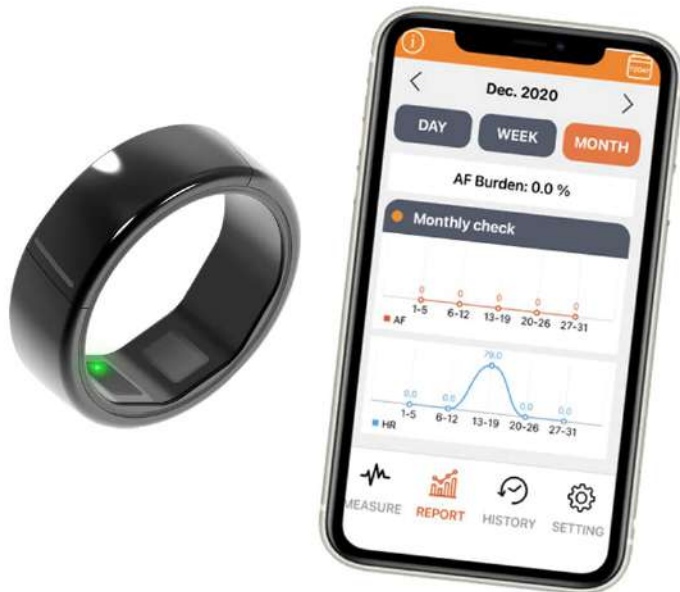 Dec. 2020
DAY WEEK MONTH
AF Burden: 0.0 %
Monthly check
0 0 0 0 0
1-5 6-12 13-19 20-26 27-31
AF
79.0
0.0 0.0 0.0 0.0
1-5 6-12 13-19 20-26 27-31
HR
MEASURE REPORT HISTORY SETTING